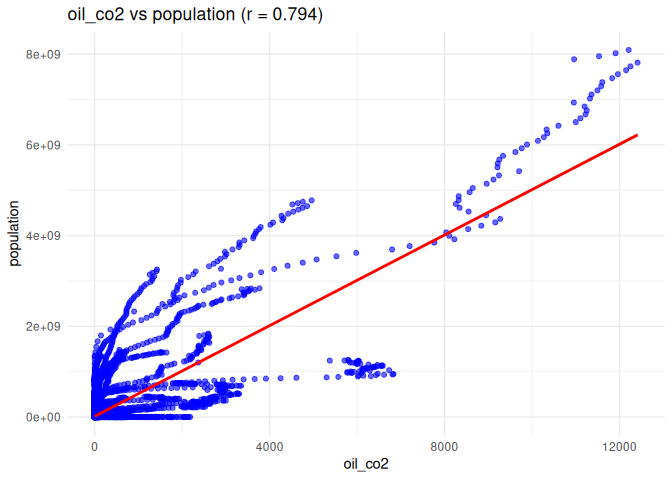 oil_co2 vs population (r = 0.794)
8e+09
6e+09
4e+09
2e+09
0e+00
population
0
4000
8000
12000
oil_co2